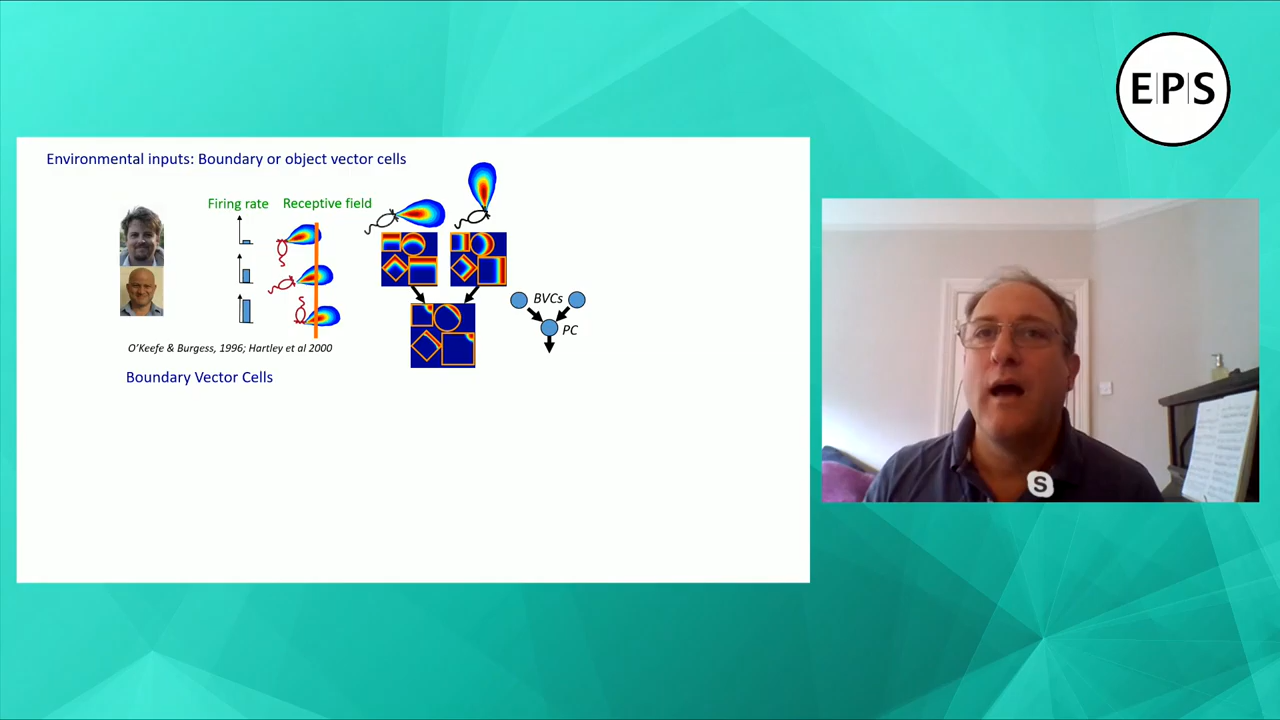 E|P|S
Environmental inputs: Boundary or object vector cells
Firing rate
Receptive field
BVCs
PC
O'Keefe & Burgess, 1996; Hartley et al 2000
Boundary Vector Cells
S